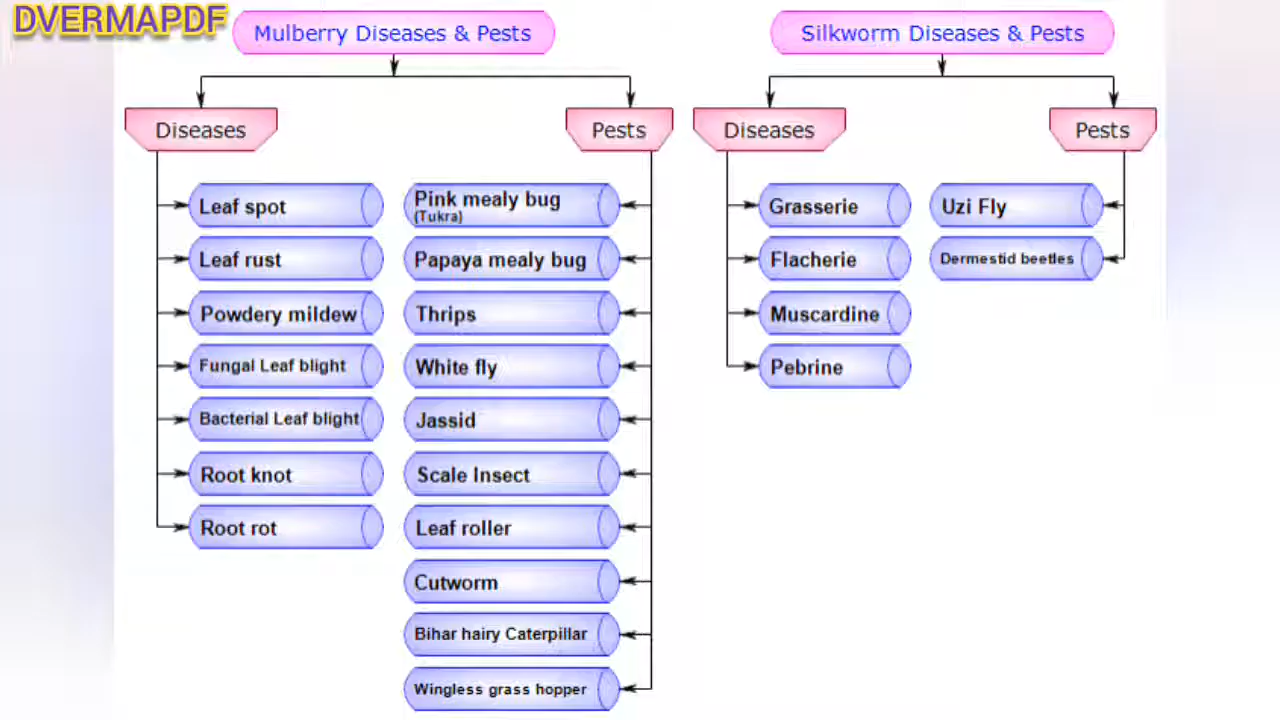 DVERMAPDF
Mulberry Diseases & Pests
Diseases
Leaf spot
Leaf rust
Powdery mildew
Fungal Leaf blight
Bacterial Leaf blight
Root knot
Root rot
Pests
Pink mealy bug
(Tukra)
Papaya mealy bug
Thrips
White fly
Jassid
Scale Insect
Leaf roller
Cutworm
Bihar hairy Caterpillar
Wingless grass hopper
Silkworm Diseases & Pests
Diseases
Grasserie
Flacherie
Muscardine
Pebrine
Pests
Uzi Fly
Dermestid beetles